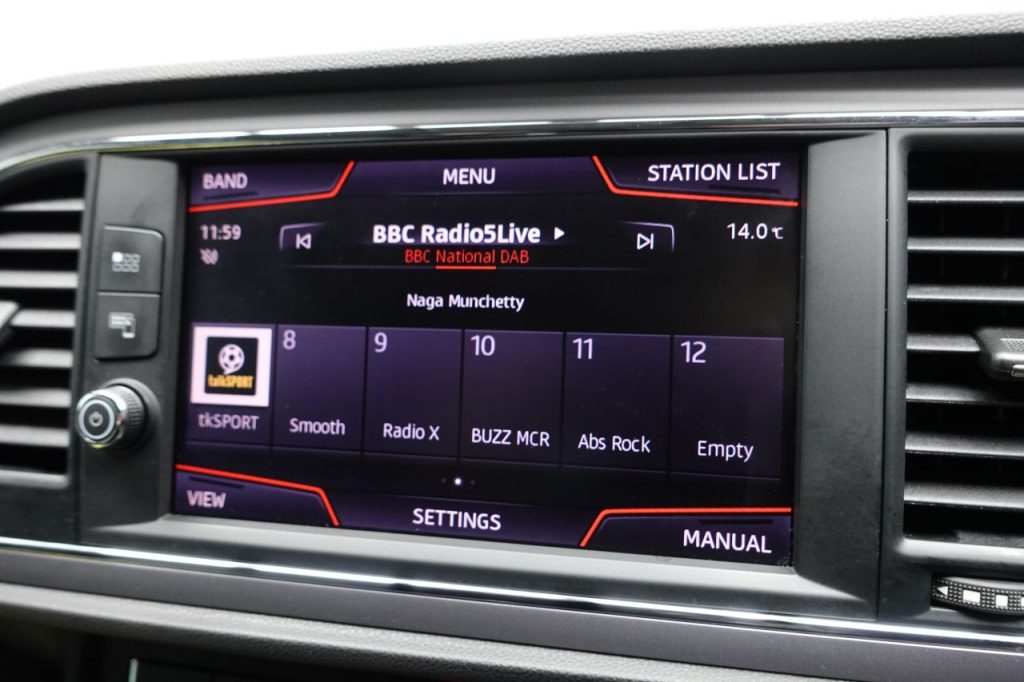 BAND
MENU
STATION LIST
11:59
BBC Radio5Live
14.0 °C
BBC National DAB
Naga Munchetty
talkSPORT
tkSPORT
8
Smooth
9
Radio X
10
BUZZ MCR
11
Abs Rock
12
Empty
VIEW
SETTINGS
MANUAL